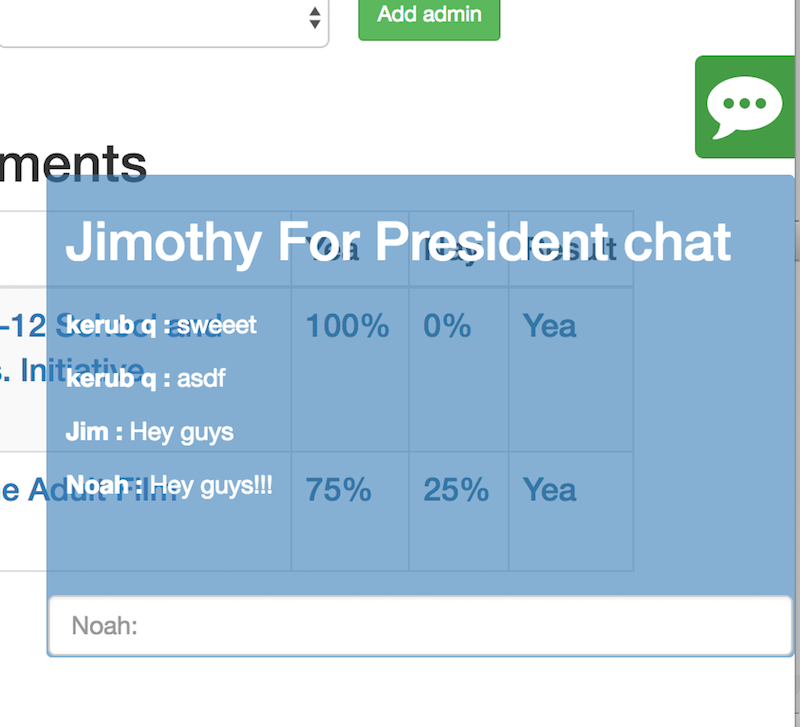 Add admin
ments
Jimothy For President chat
Yea Nay Result
-12 School and
kerub q : sweeet
100% 0% Yea
. Initiative
kerub q : asdf
Jim : Hey guys
e Adult Film
Noah : Hey guys!!!
75% 25% Yea
Noah: